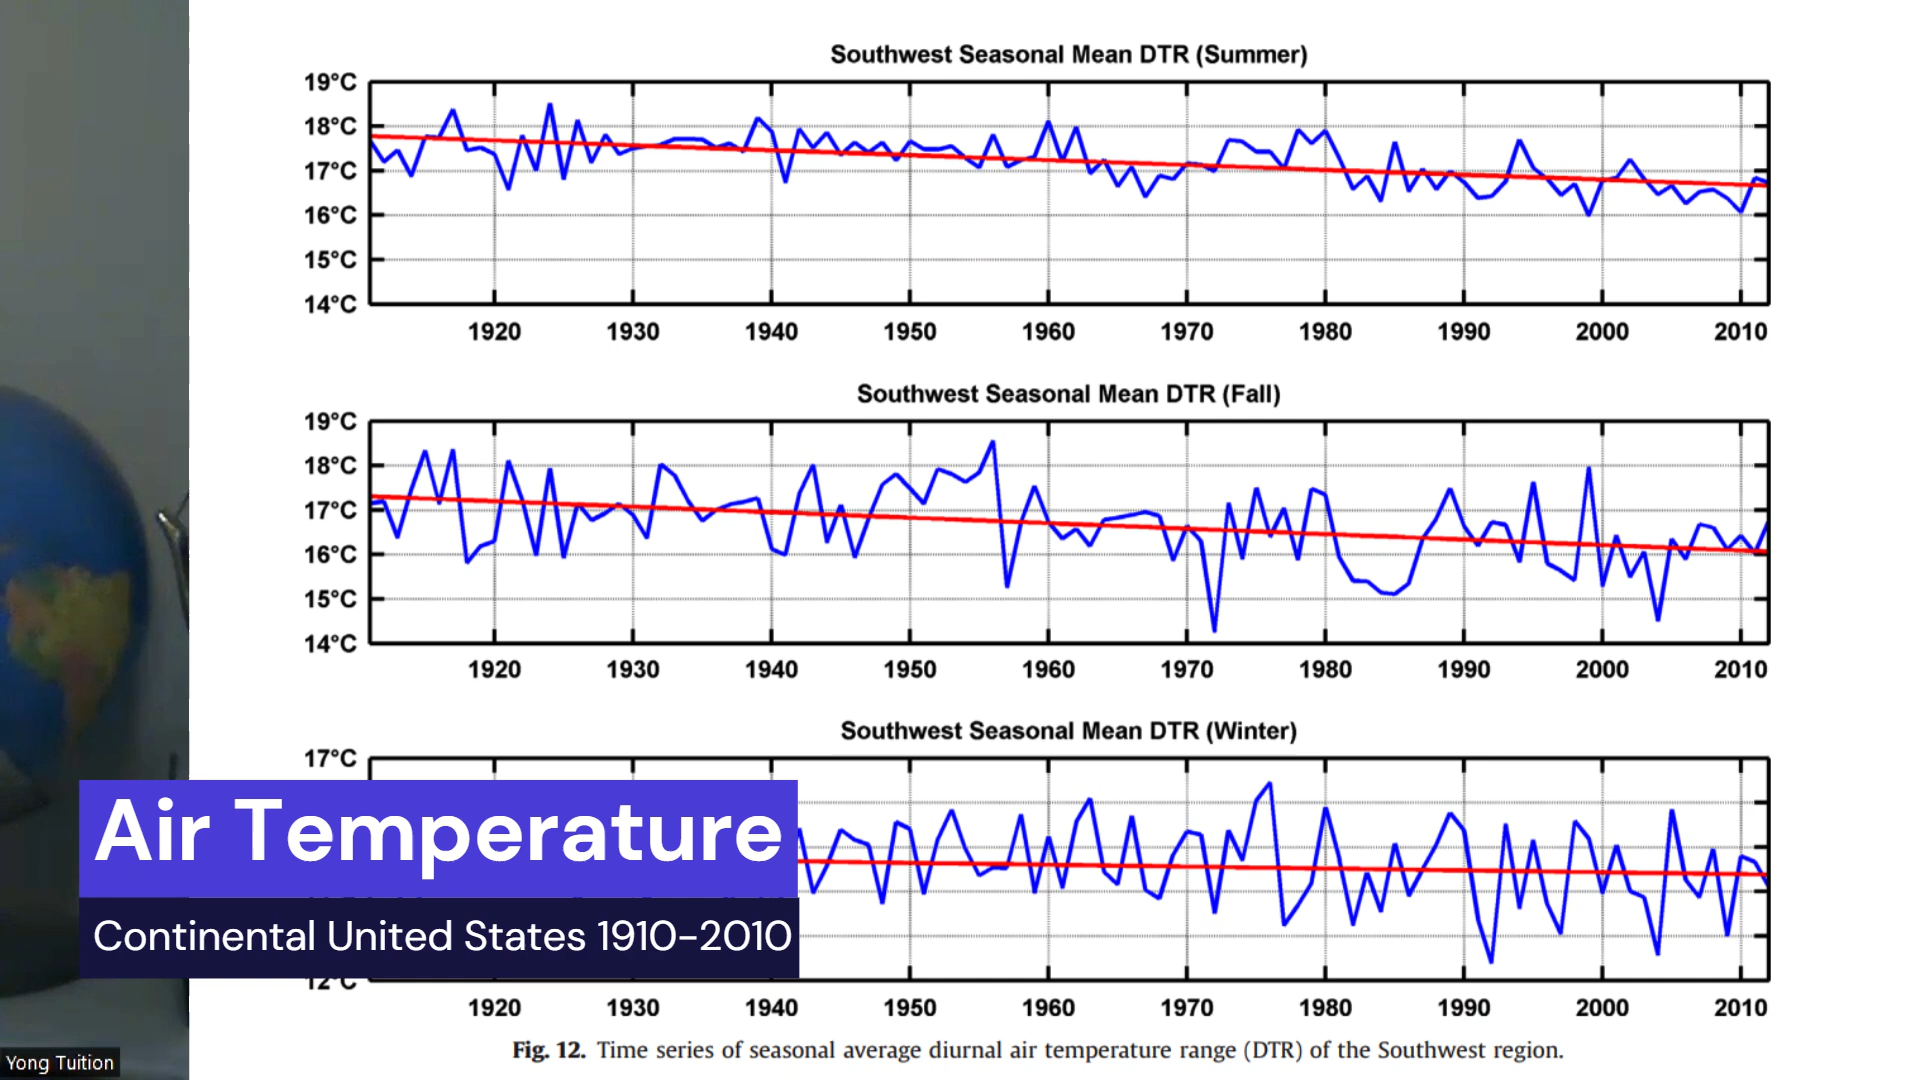 Southwest Seasonal Mean DTR (Summer)
19°C
18°C
17°C
16°C
15°C
14°C
1920 1930 1940 1950 1960 1970 1980 1990 2000 2010
Southwest Seasonal Mean DTR (Fall)
19°C
18°C
17°C
16°C
15°C
14°C
1920 1930 1940 1950 1960 1970 1980 1990 2000 2010
Southwest Seasonal Mean DTR (Winter)
17°C
Air Temperature
Continental United States 1910-2010
12°C
1920 1930 1940 1950 1960 1970 1980 1990 2000 2010
Fig. 12. Time series of seasonal average diurnal air temperature range (DTR) of the Southwest region.
Yong Tuition